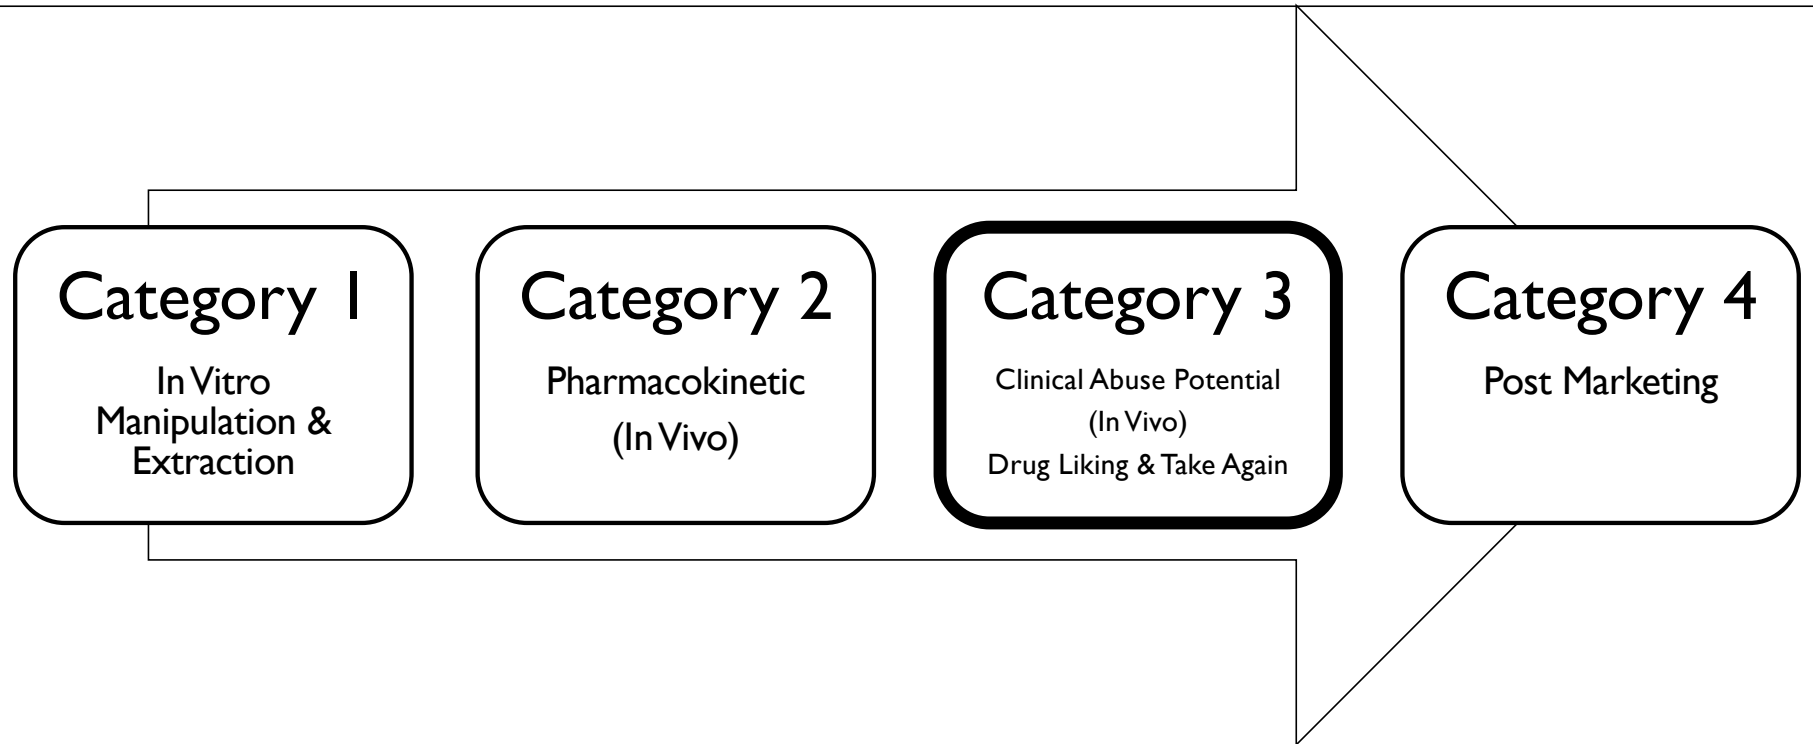 Category 1
In Vitro
Manipulation &
Extraction
Category 2
Pharmacokinetic
(In Vivo)
Category 3
Clinical Abuse Potential
(In Vivo)
Drug Liking & Take Again
Category 4
Post Marketing